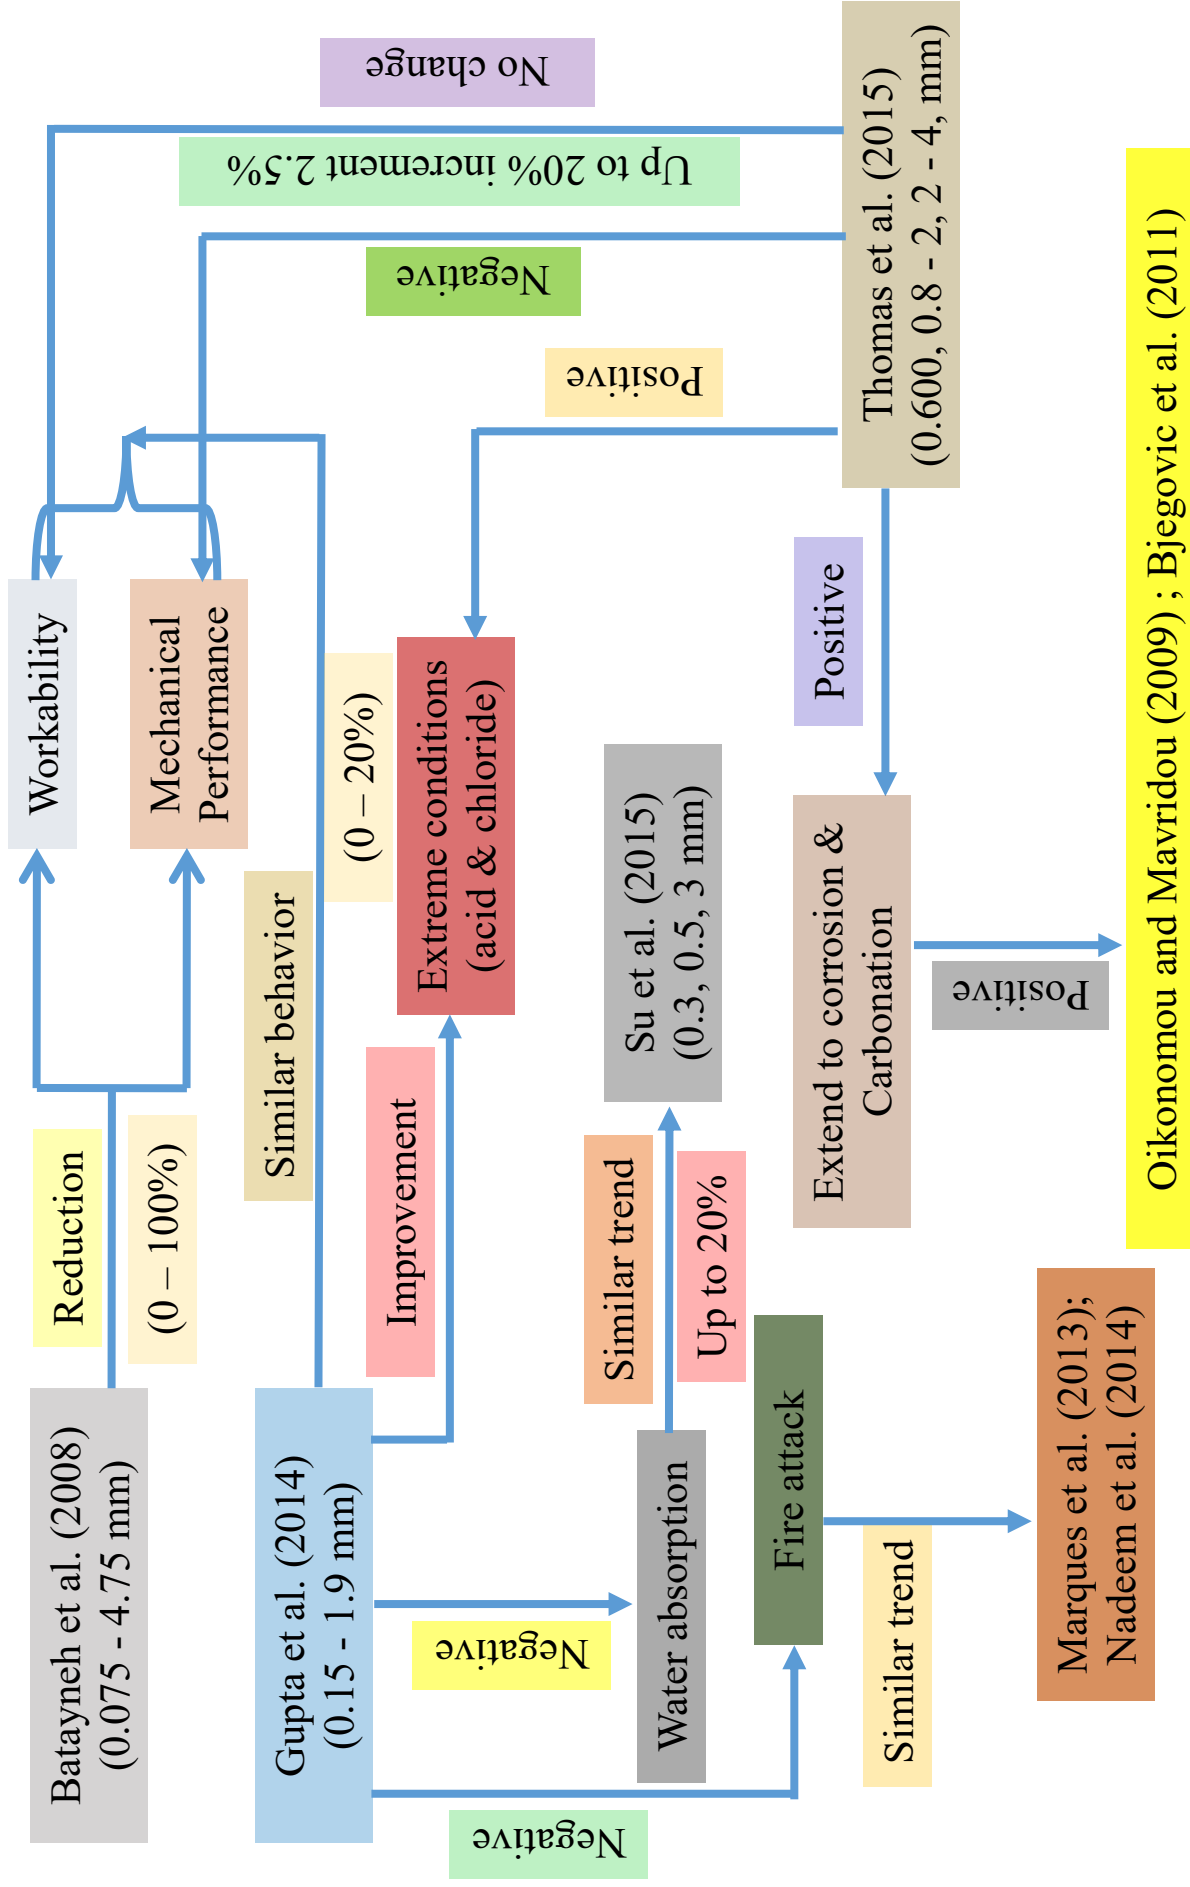 Batayneh et al. (2008)
(0.075 - 4.75 mm)
Reduction
(0 – 100%)
Workability
Mechanical
Performance
No change
Up to 20% increment 2.5%
Negative
Gupta et al. (2014)
(0.15 - 1.9 mm)
Similar behavior
(0 – 20%)
Improvement
Extreme conditions
(acid & chloride)
Positive
Thomas et al. (2015)
(0.600, 0.8 - 2, 2 - 4, mm)
Negative
Water absorption
Similar trend
Up to 20%
Su et al. (2015)
(0.3, 0.5, 3 mm)
Positive
Negative
Fire attack
Similar trend
Marques et al. (2013);
Nadeem et al. (2014)
Extend to corrosion &
Carbonation
Positive
Oikonomou and Mavridou (2009) ; Bjegovic et al. (2011)